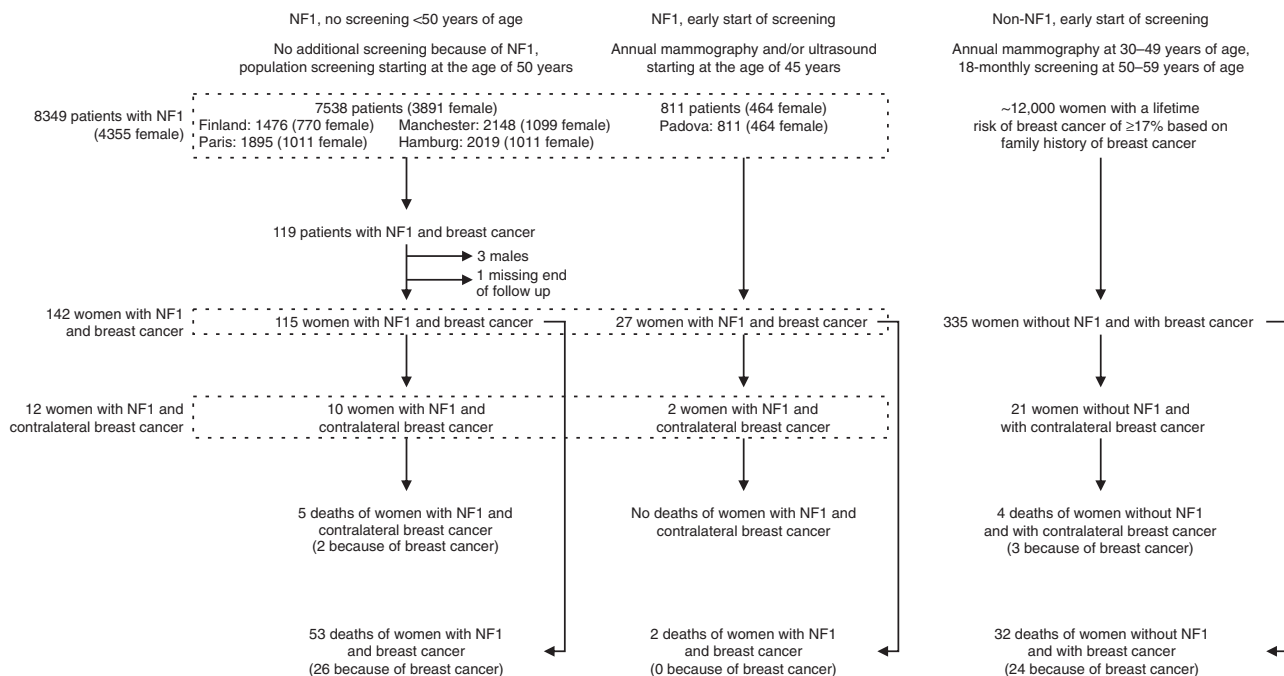 NF1, no screening <50 years of age
NF1, early start of screening
Non-NF1, early start of screening
No additional screening because of NF1,
population screening starting at the age of 50 years
Annual mammography and/or ultrasound
starting at the age of 45 years
Annual mammography at 30–49 years of age,
18-monthly screening at 50–59 years of age
8349 patients with NF1
(4355 female)
7538 patients (3891 female)
Finland: 1476 (770 female) Manchester: 2148 (1099 female)
Paris: 1895 (1011 female) Hamburg: 2019 (1011 female)
811 patients (464 female)
Padova: 811 (464 female)
~12,000 women with a lifetime
risk of breast cancer of ≥17% based on
family history of breast cancer
119 patients with NF1 and breast cancer
3 males
1 missing end
of follow up
142 women with NF1
and breast cancer
115 women with NF1 and breast cancer
27 women with NF1 and breast cancer
335 women without NF1 and with breast cancer
12 women with NF1 and
contralateral breast cancer
10 women with NF1 and
contralateral breast cancer
2 women with NF1 and
contralateral breast cancer
21 women without NF1 and
with contralateral breast cancer
5 deaths of women with NF1 and
contralateral breast cancer
(2 because of breast cancer)
No deaths of women with NF1 and
contralateral breast cancer
4 deaths of women without NF1
and with contralateral breast cancer
(3 because of breast cancer)
53 deaths of women with NF1
and breast cancer
(26 because of breast cancer)
2 deaths of women with NF1
and breast cancer
(0 because of breast cancer)
32 deaths of women without NF1
and with breast cancer
(24 because of breast cancer)